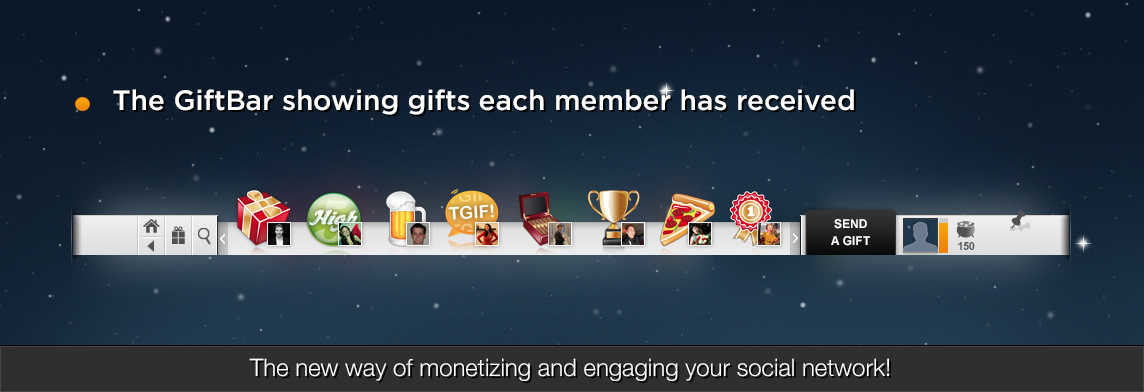 The GiftBar showing gifts each member has received
High
TGIF!
1
SEND
A GIFT
150
The new way of monetizing and engaging your social network!